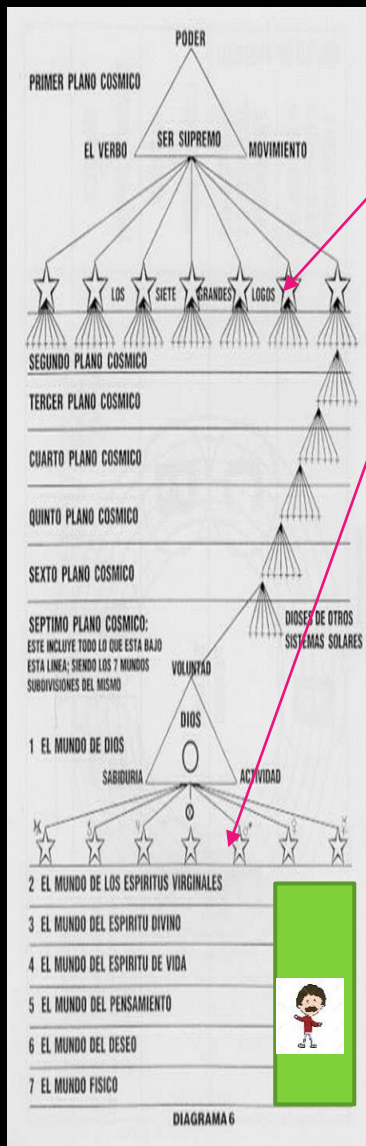 PODER
PRIMER PLANO COSMICO
SER SUPREMO
EL VERBO
MOVIMIENTO
LOS SIETE GRANDES LOGOS
SEGUNDO PLANO COSMICO
TERCER PLANO COSMICO
CUARTO PLANO COSMICO
QUINTO PLANO COSMICO
SEXTO PLANO COSMICO
SEPTIMO PLANO COSMICO:
ESTE INCLUYE TODO LO QUE ESTA BAJO
ESTA LINEA; SIENDO LOS 7 MUNDOS
SUBDIVISIONES DEL MISMO
DIOSES DE OTROS
SISTEMAS SOLARES
VOLUNTAD
DIOS
1 EL MUNDO DE DIOS
SABIDURIA
ACTIVIDAD
2 EL MUNDO DE LOS ESPIRITUS VIRGINALES
3 EL MUNDO DEL ESPIRITU DIVINO
4 EL MUNDO DEL ESPIRITU DE VIDA
5 EL MUNDO DEL PENSAMIENTO
6 EL MUNDO DEL DESEO
7 EL MUNDO FISICO
DIAGRAMA 6